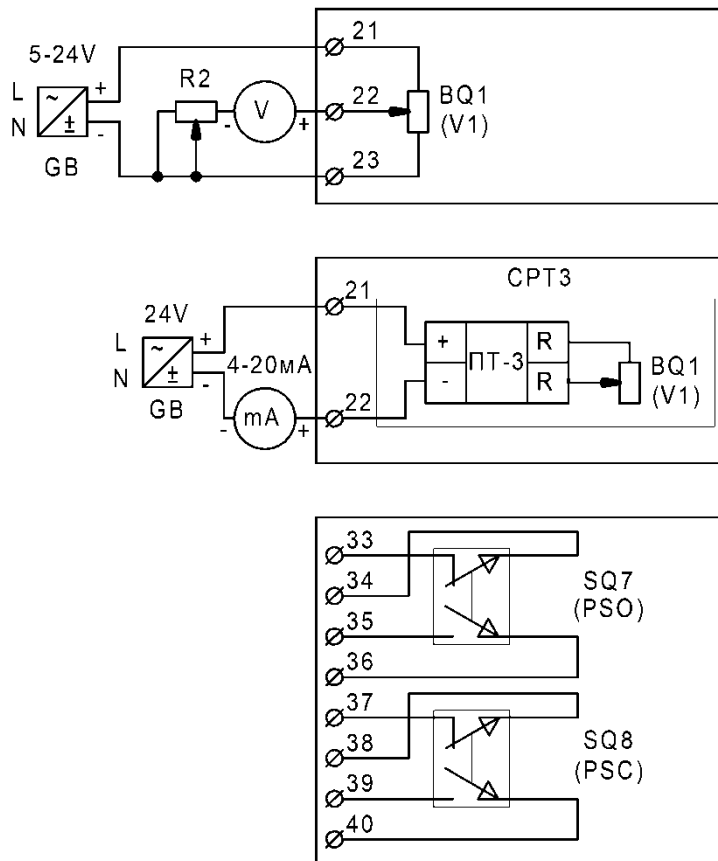 21
5-24V
R2
L
+
22
BQ1
(V1)
N
~
±
-
-
V
+
GB
23
CPT3
21
24V
L
+
4-20мА
+
ПТ-3
R
BQ1
(V1)
N
~
±
-
-
R
22
GB
-
mA
+
33
34
SQ7
(PSO)
35
36
37
38
SQ8
(PSC)
39
40